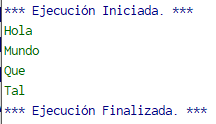 *** Ejecución Iniciada. ***
Hola
Mundo
Que
Tal
*** Ejecución Finalizada. ***